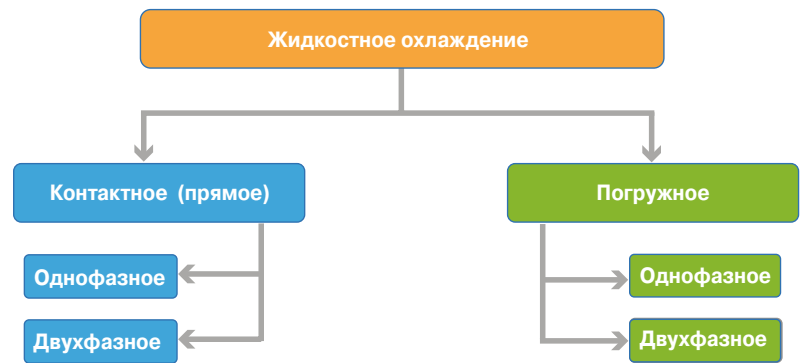 Жидкостное охлаждение
Контактное (прямое)
Погружное
Однофазное
Однофазное
Двухфазное
Двухфазное